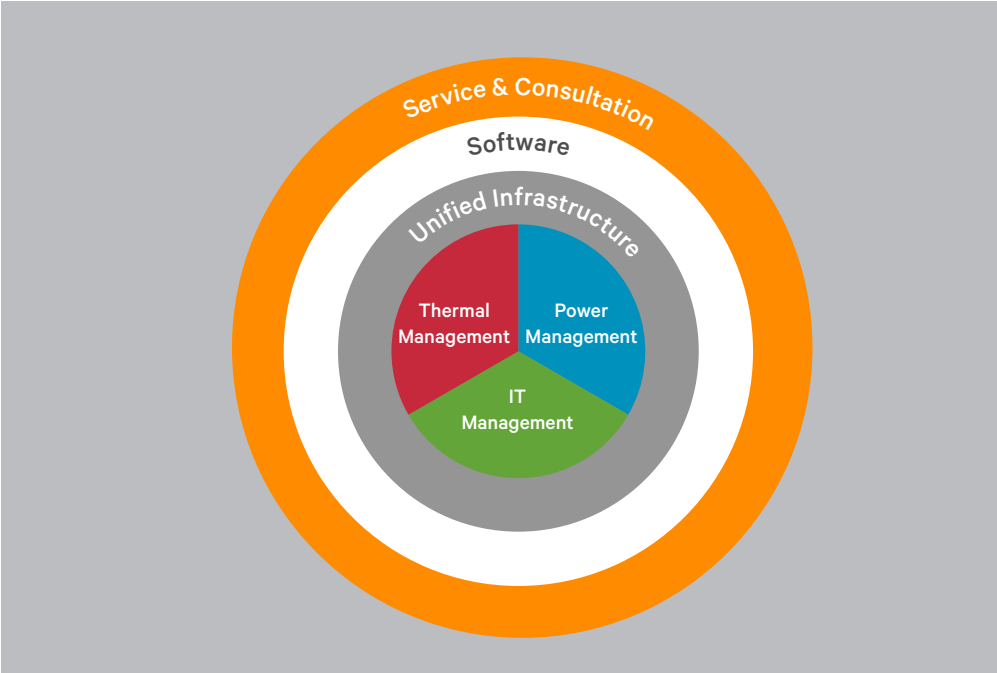 Service & Consultation
Software
Unified Infrastructure
Thermal
Management
Power
Management
IT
Management